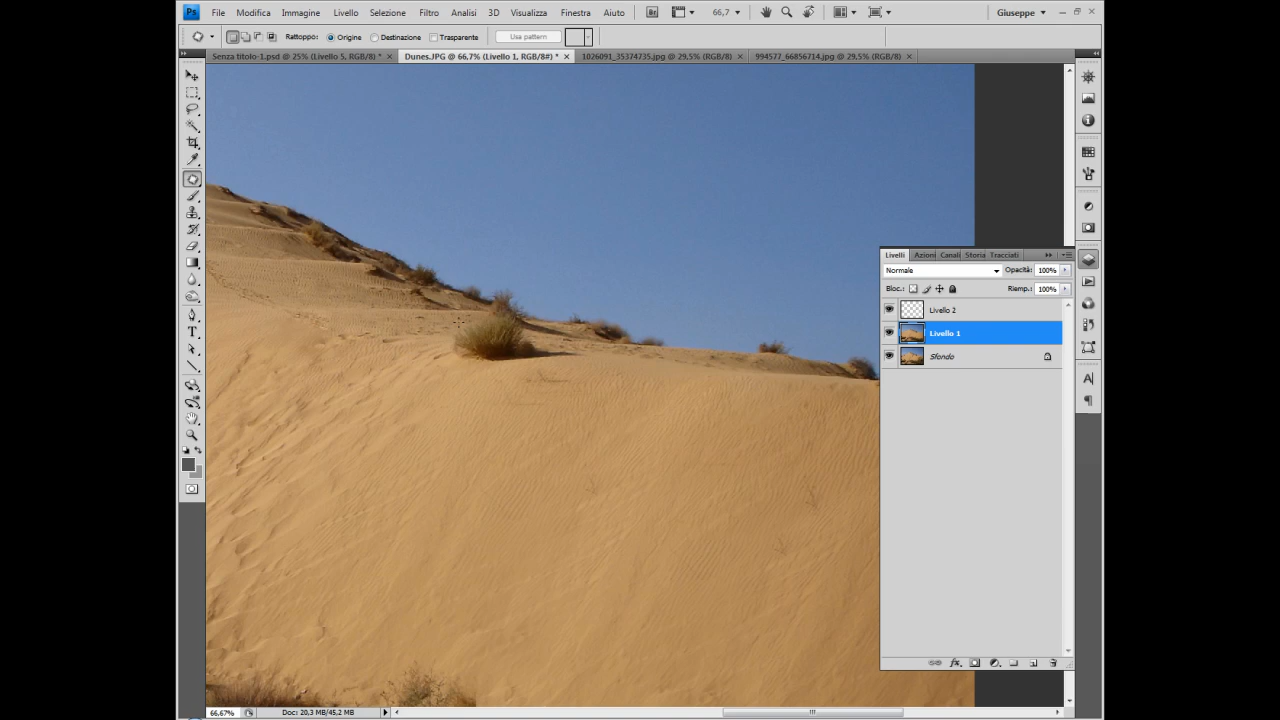 Ps File Modifica Immagine Livello Selezione Filtro Analisi 3D Visualizza Finestra Aiuto Br 66,7 Giuseppe
Rattoppo: Origine Destinazione Trasparente Usa pattern
Senza titolo-1.psd @ 25% (Livello 5, RGB/8) * Dunes.JPG @ 66,7% (Livello 1, RGB/8#) * 1026091_35374735.jpg @ 29,5% (RGB/8) 994577_66856714.jpg @ 29,5% (RGB/8)
Livelli Azioni Canali Storia Tracciati
Normale Opacità: 100%
Bloc.: Riemp.: 100%
Livello 2
Livello 1
Sfondo
66,67% Doc: 20,3 MB/45,2 MB